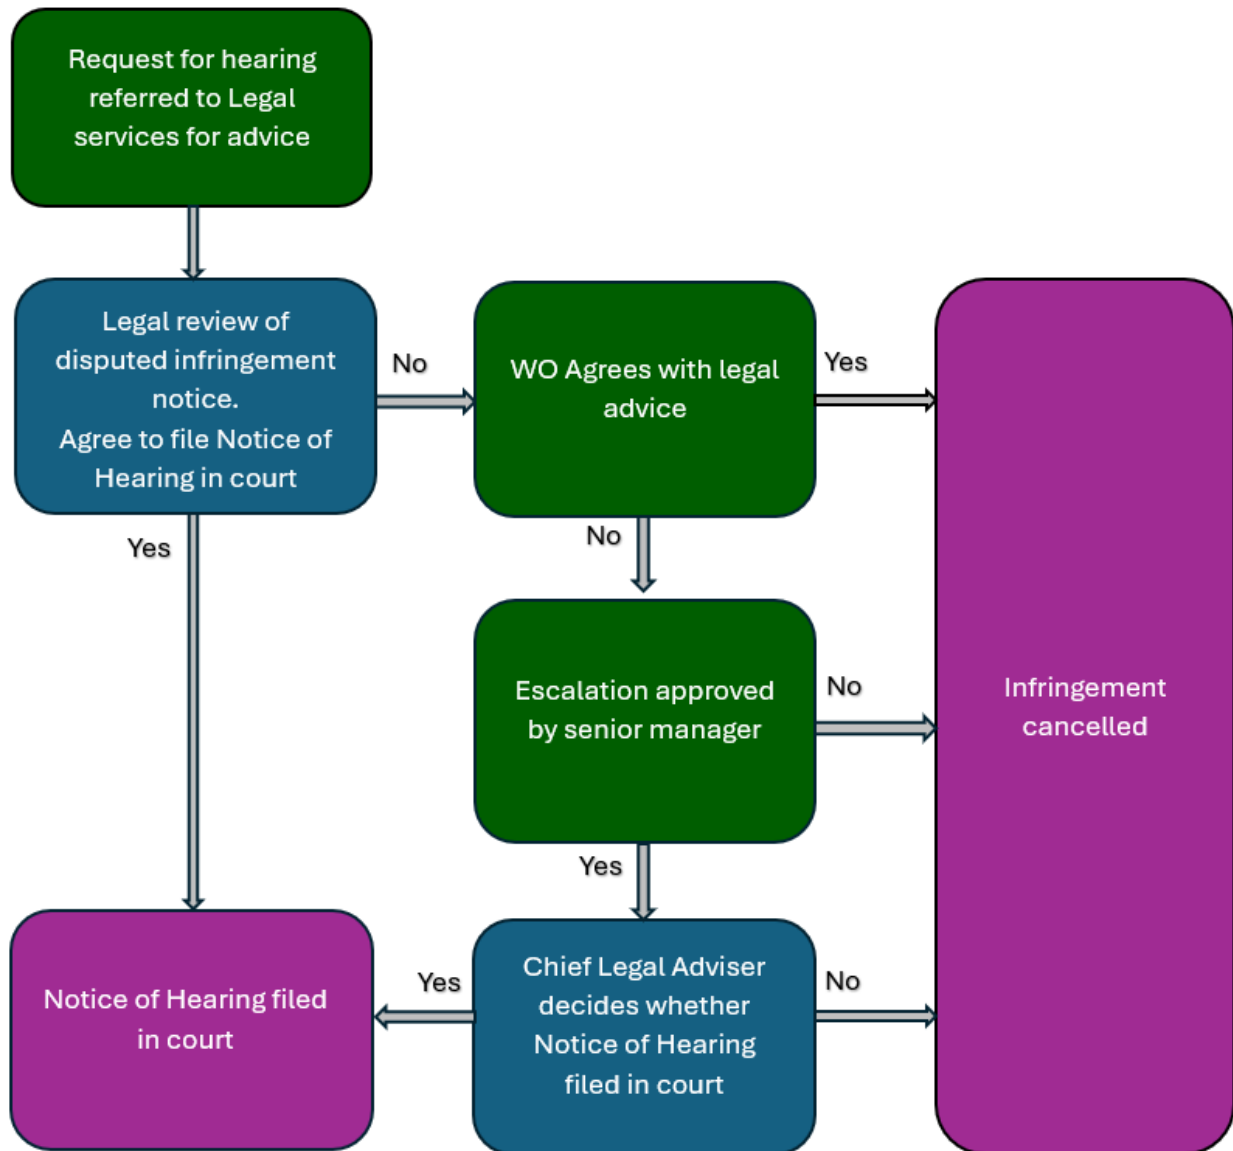 Request for hearing
referred to Legal
services for advice
Legal review of
disputed infringement
notice.
Agree to file Notice of
Hearing in court
No
WO Agrees with legal
advice
Yes
Yes
No
Escalation approved
by senior manager
No
Infringement
cancelled
Yes
Notice of Hearing filed
in court
Yes
Chief Legal Adviser
decides whether
Notice of Hearing
filed in court
No